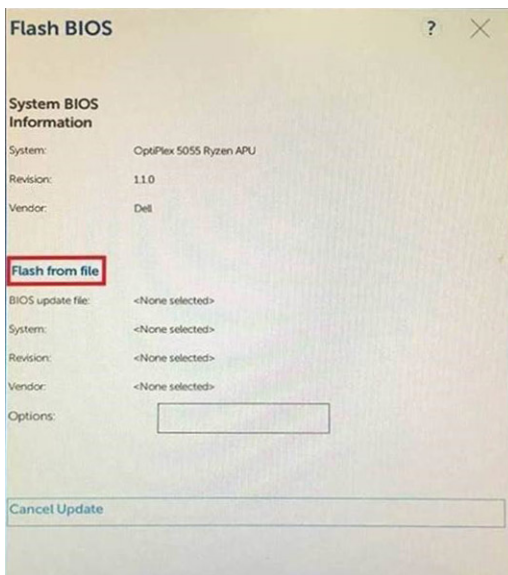 Flash BIOS
?
System BIOS
Information
System: OptiPlex 5055 Ryzen APU
Revision: 1.1.0
Vendor: Dell
Flash from file
BIOS update file: <None selected>
System: <None selected>
Revision: <None selected>
Vendor: <None selected>
Options:
Cancel Update